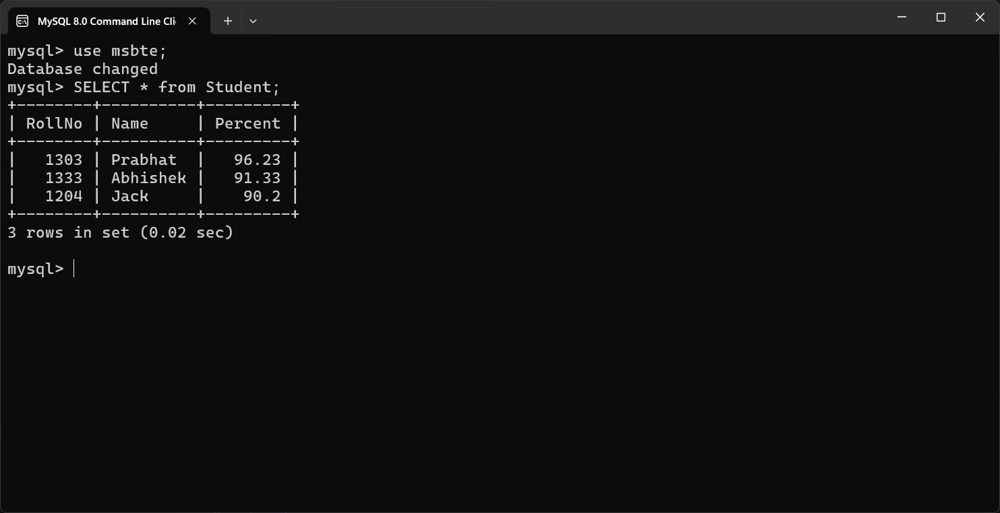 MySQL 8.0 Command Line Cli
mysql> use msbte;
Database changed
mysql> SELECT * from Student;
+--------+----------+---------+
| RollNo | Name     | Percent |
+--------+----------+---------+
|   1303 | Prabhat  |   96.23 |
|   1333 | Abhishek |   91.33 |
|   1204 | Jack     |    90.2 |
+--------+----------+---------+
3 rows in set (0.02 sec)
mysql>